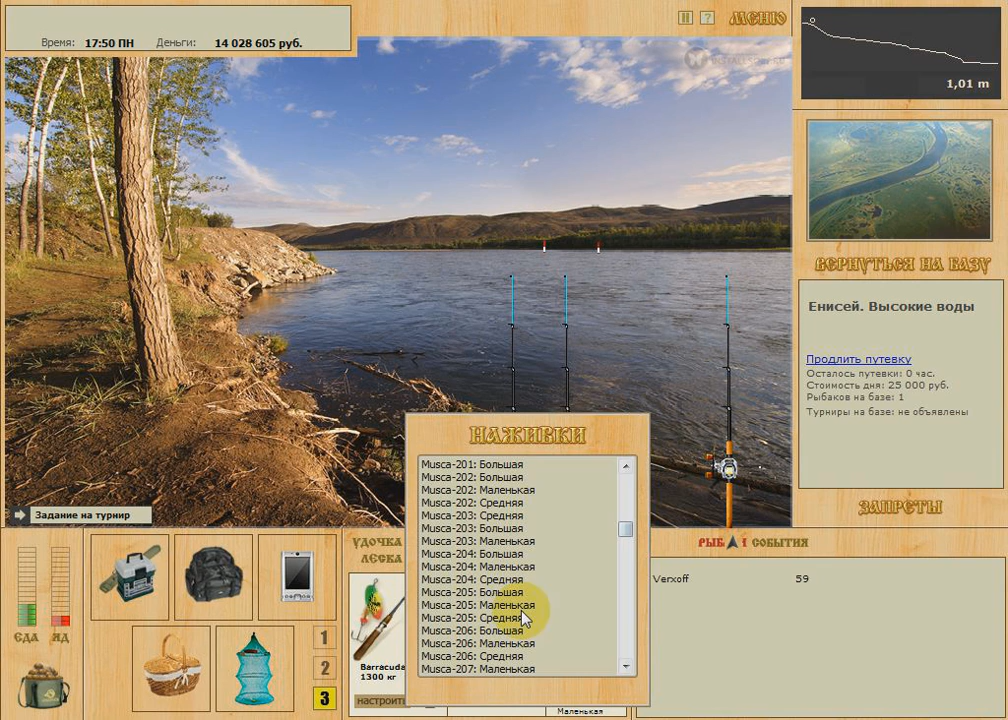 Время: 17:50 ПН Деньги: 14 028 605 руб.
МЕНЮ
?
1,01 m
ВЕРНУТЬСЯ НА БАЗУ
Енисей. Высокие воды
Продлить путевку
Осталось путевки: 0 час.
Стоимость дня: 25 000 руб.
Рыбаков на базе: 1
Турниры на базе: не объявлены
ЗАПРЕТЫ
Задание на турнир
НАЖИВКИ
Musca-201: Большая
Musca-202: Большая
Musca-202: Маленькая
Musca-202: Средняя
Musca-203: Средняя
Musca-203: Большая
Musca-203: Маленькая
Musca-204: Большая
Musca-204: Маленькая
Musca-204: Средняя
Musca-205: Большая
Musca-205: Маленькая
Musca-205: Средняя
Musca-206: Большая
Musca-206: Маленькая
Musca-206: Средняя
Musca-207: Маленькая
ЕДА
ЯД
1
2
3
УДОЧКА
ЛЕСКА
Barracuda
1300 кг
настроить
Маленькая
СОБЫТИЯ
Verxoff 59